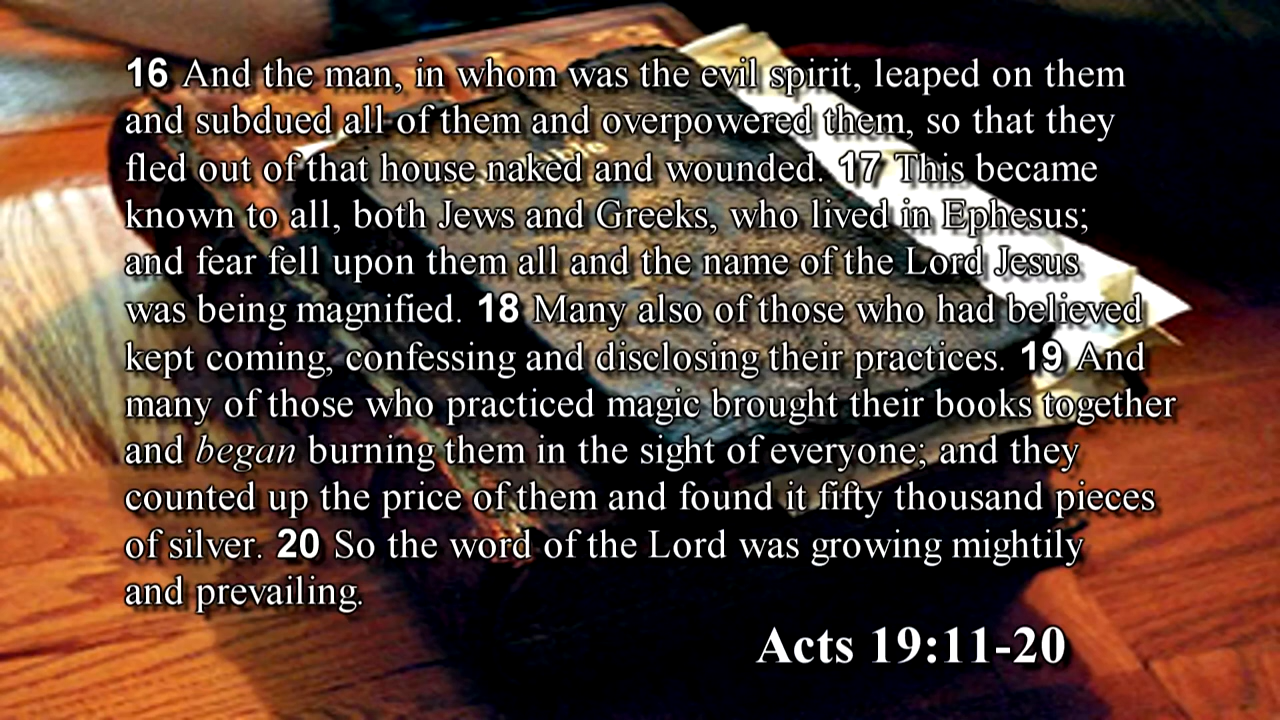 16 And the man, in whom was the evil spirit, leaped on them
and subdued all of them and overpowered them, so that they
fled out of that house naked and wounded. 17 This became
known to all, both Jews and Greeks, who lived in Ephesus;
and fear fell upon them all and the name of the Lord Jesus
was being magnified. 18 Many also of those who had believed
kept coming, confessing and disclosing their practices. 19 And
many of those who practiced magic brought their books together
and began burning them in the sight of everyone; and they
counted up the price of them and found it fifty thousand pieces
of silver. 20 So the word of the Lord was growing mightily
and prevailing.
Acts 19:11-20